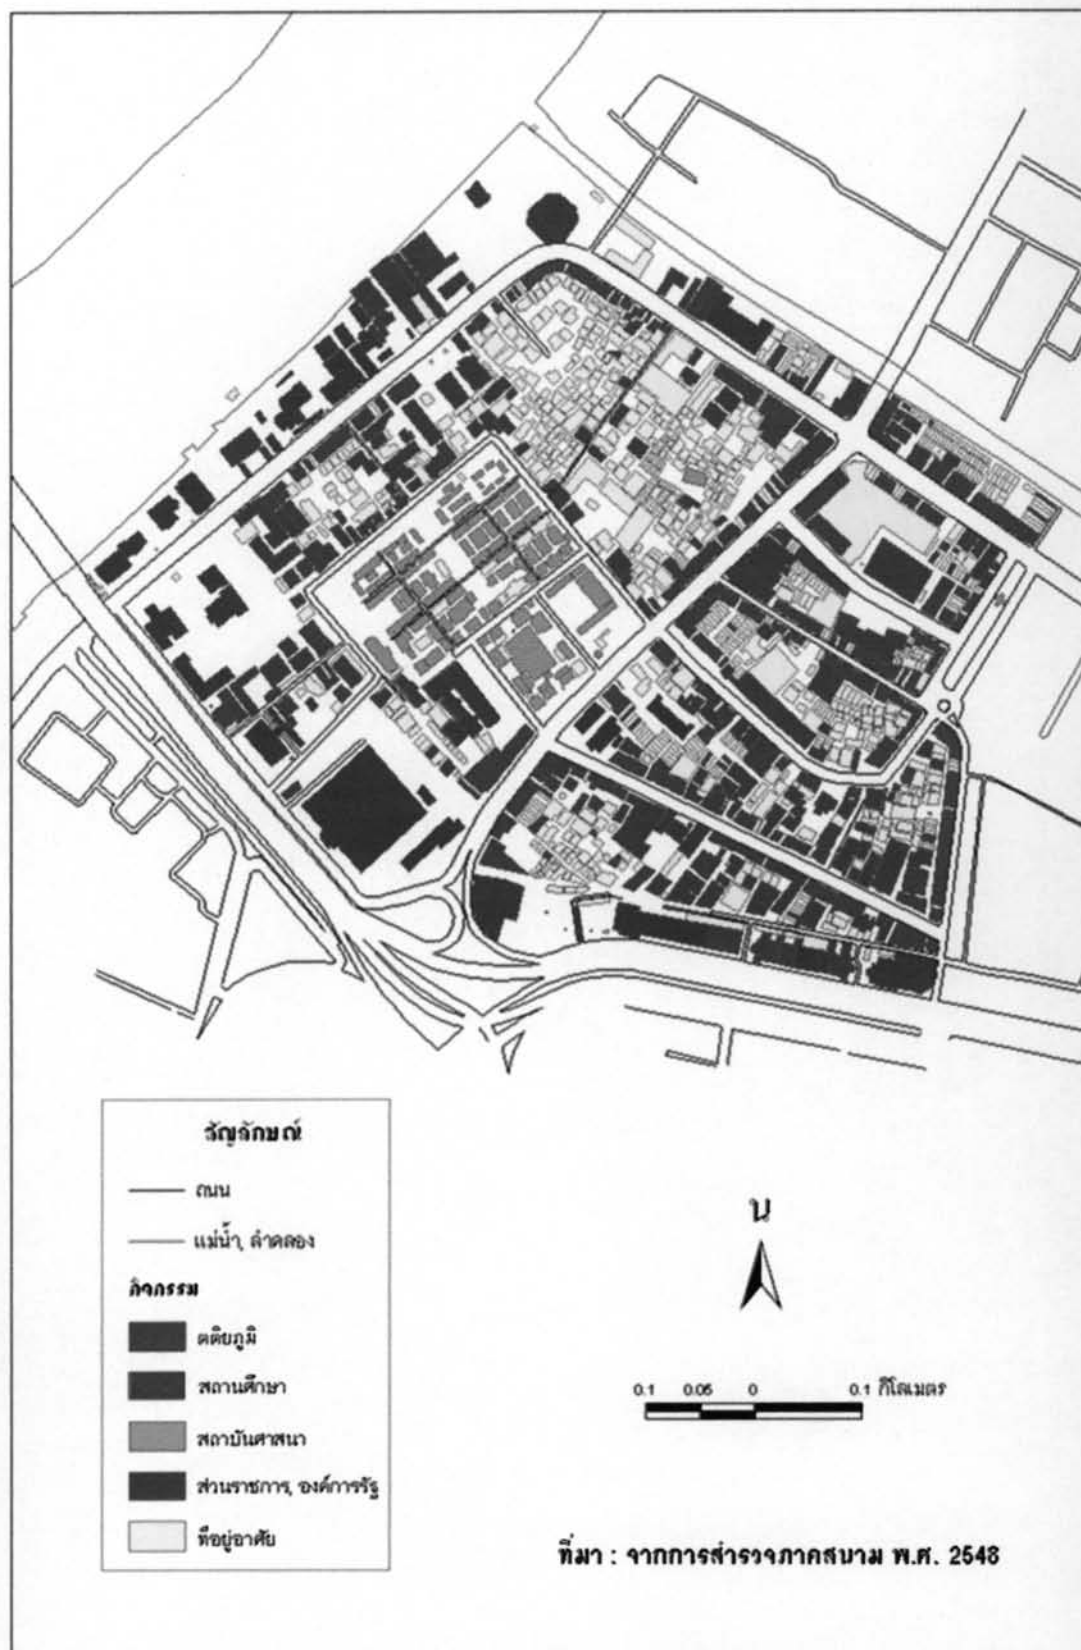 สัญลักษณ์
ถนน
แม่น้ำ, ลำคลอง
กิจกรรม
ตติยภูมิ
สถานศึกษา
สถาบันศาสนา
ส่วนราชการ, องค์การรัฐ
ที่อยู่อาศัย
น
0.1 0.05 0 0.1 กิโลเมตร
ที่มา : จากการสำรวจภาคสนาม พ.ศ. 2548